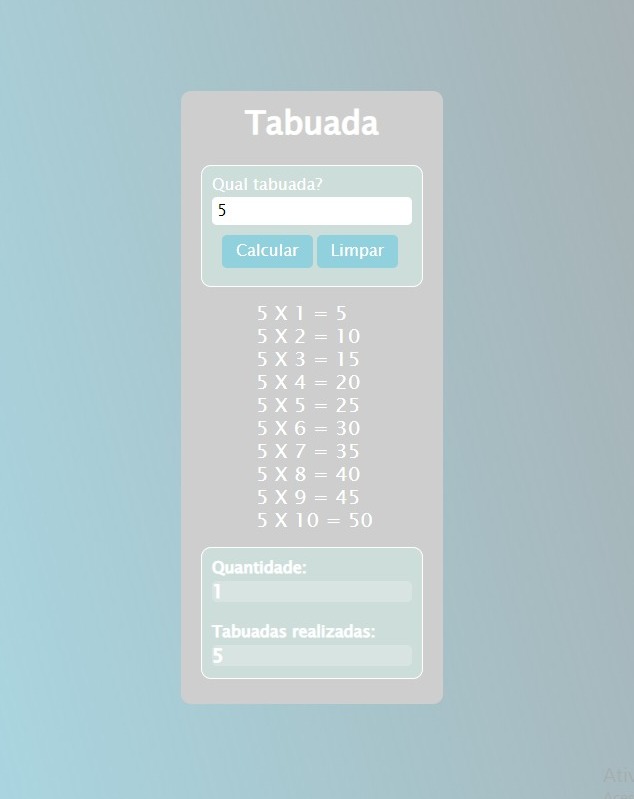 Tabuada
Qual tabuada?
5
Calcular Limpar
5 X 1 = 5
5 X 2 = 10
5 X 3 = 15
5 X 4 = 20
5 X 5 = 25
5 X 6 = 30
5 X 7 = 35
5 X 8 = 40
5 X 9 = 45
5 X 10 = 50
Quantidade:
1
Tabuadas realizadas:
5